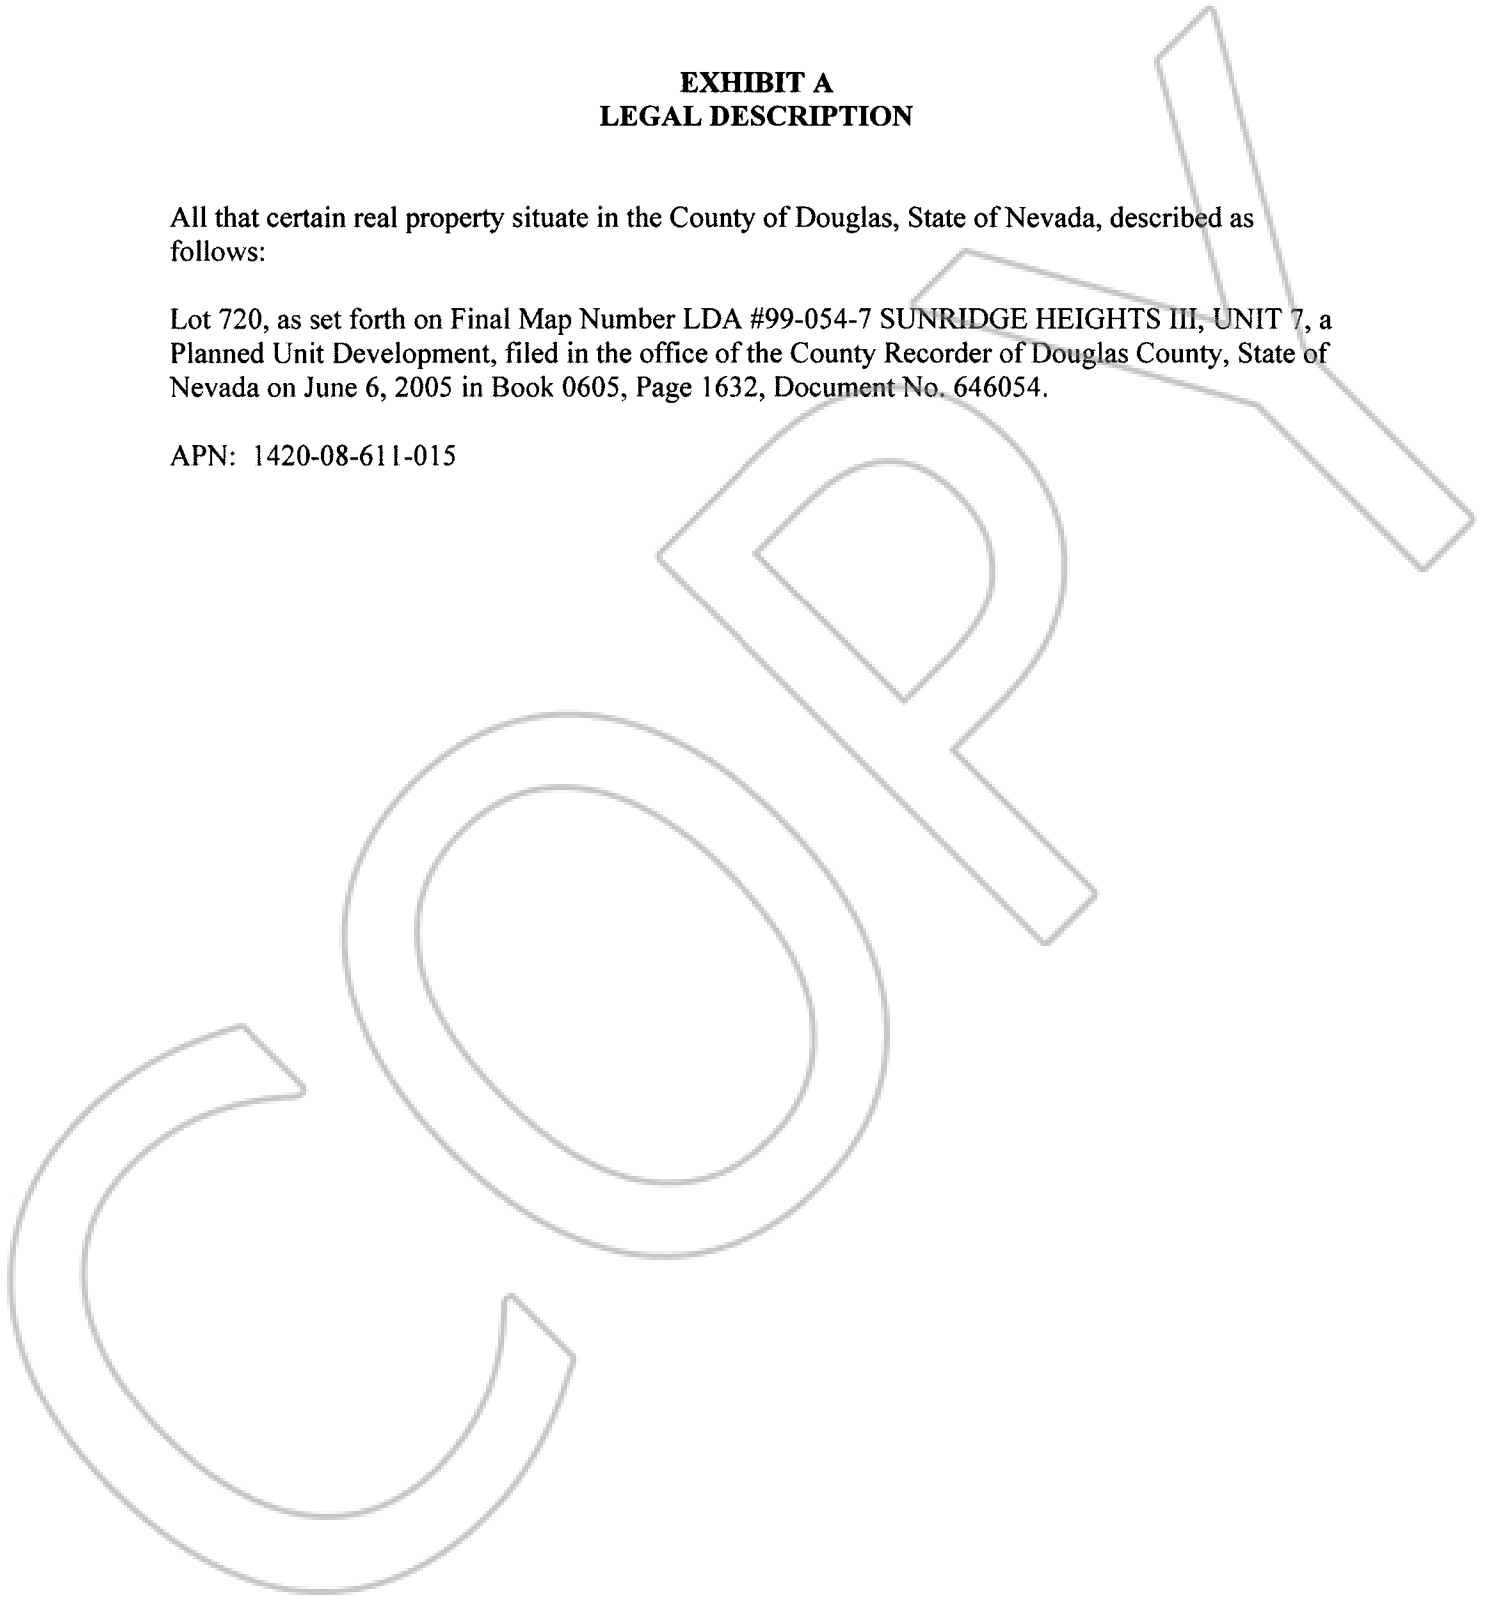 EXHIBIT A
LEGAL DESCRIPTION
All that certain real property situate in the County of Douglas, State of Nevada, described as
follows:
Lot 720, as set forth on Final Map Number LDA #99-054-7 SUNRIDGE HEIGHTS III, UNIT 7, a
Planned Unit Development, filed in the office of the County Recorder of Douglas County, State of
Nevada on June 6, 2005 in Book 0605, Page 1632, Document No. 646054.
APN: 1420-08-611-015
COPY